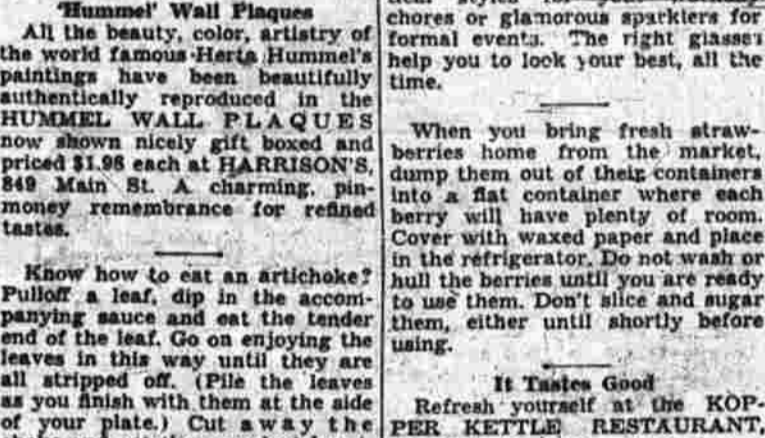 'Hummel' Wall Plaques
All the beauty, color, artistry of
the world famous Herta Hummel's
paintings have been beautifully
authentically reproduced in the
HUMMEL WALL PLAQUES
now shown nicely gift boxed and
priced $1.98 each at HARRISON'S,
849 Main St. A charming, pin-
money remembrance for refined
tastes.
Know how to eat an artichoke?
Pulloff a leaf, dip in the accom-
panying sauce and eat the tender
end of the leaf. Go on enjoying the
leaves in this way until they are
all stripped off. (Pile the leaves
as you finish with them at the side
of your plate.) Cut away the
chores or glamorous sparklers for
formal events. The right glasses
help you to look your best, all the
time.
When you bring fresh straw-
berries home from the market,
dump them out of their containers
into a flat container where each
berry will have plenty of room.
Cover with waxed paper and place
in the refrigerator. Do not wash or
hull the berries until you are ready
to use them. Don't slice and sugar
them, either until shortly before
using.
It Tastes Good
Refresh yourself at the KOP-
PER KETTLE RESTAURANT,